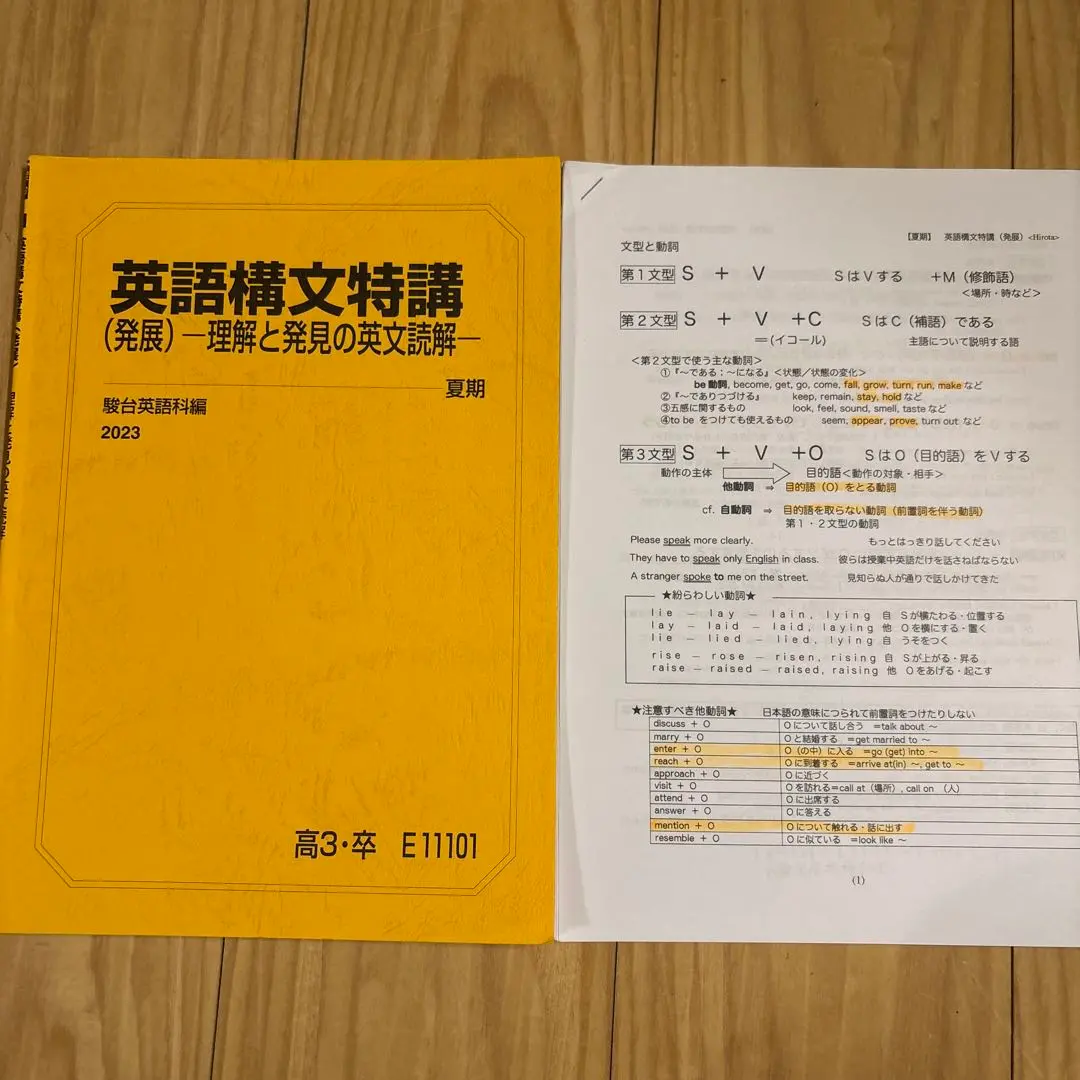 英語構文特講
(発展)―理解と発見の英文読解―
夏期
駿台英語科編
2023
高3・卒 E11101
【夏期】 英語構文特講（発展）<Hirota>
文型と動詞
第1文型 S + V SはVする +M（修飾語）
<場所・時など>
第2文型 S + V +C SはC（補語）である
＝(イコール) 主語について説明する語
<第2文型で使う主な動詞>
①『～である；～になる』<状態／状態の変化>
be動詞, become, get, go, come, fall, grow, turn, run, make など
②『～でありつづける』 keep, remain, stay, hold など
③五感に関するもの look, feel, sound, smell, taste など
④to be をつけても使えるもの seem, appear, prove, turn out など
第3文型 S + V +O SはO（目的語）をVする
動作の主体 目的語<動作の対象・相手>
他動詞 ⇒ 目的語（O）をとる動詞
cf. 自動詞 ⇒ 目的語を取らない動詞（前置詞を伴う動詞）
第1・2文型の動詞
Please speak more clearly. もっとはっきり話してください
They have to speak only English in class. 彼らは授業中英語だけを話さねばならない
A stranger spoke to me on the street. 見知らぬ人が通りで話しかけてきた
★紛らわしい動詞★
lie － lay － lain, lying 自 Sが横たわる・位置する
lay － laid － laid, laying 他 Oを横にする・置く
lie － lied － lied, lying 自 うそをつく
rise － rose － risen, rising 自 Sが上がる・昇る
raise － raised － raised, raising 他 Oをあげる・起こす
★注意すべき他動詞★ 日本語の意味につられて前置詞をつけたりしない
discuss + O Oについて話し合う =talk about ～
marry + O Oと結婚する =get married to ～
enter + O O（の中）に入る =go (get) into ～
reach + O Oに到着する =arrive at(in) ～, get to ～
approach + O Oに近づく
visit + O Oを訪れる=call at（場所）, call on （人）
attend + O Oに出席する
answer + O Oに答える
mention + O Oについて触れる・話に出す
resemble + O Oに似ている =look like ～
(1)